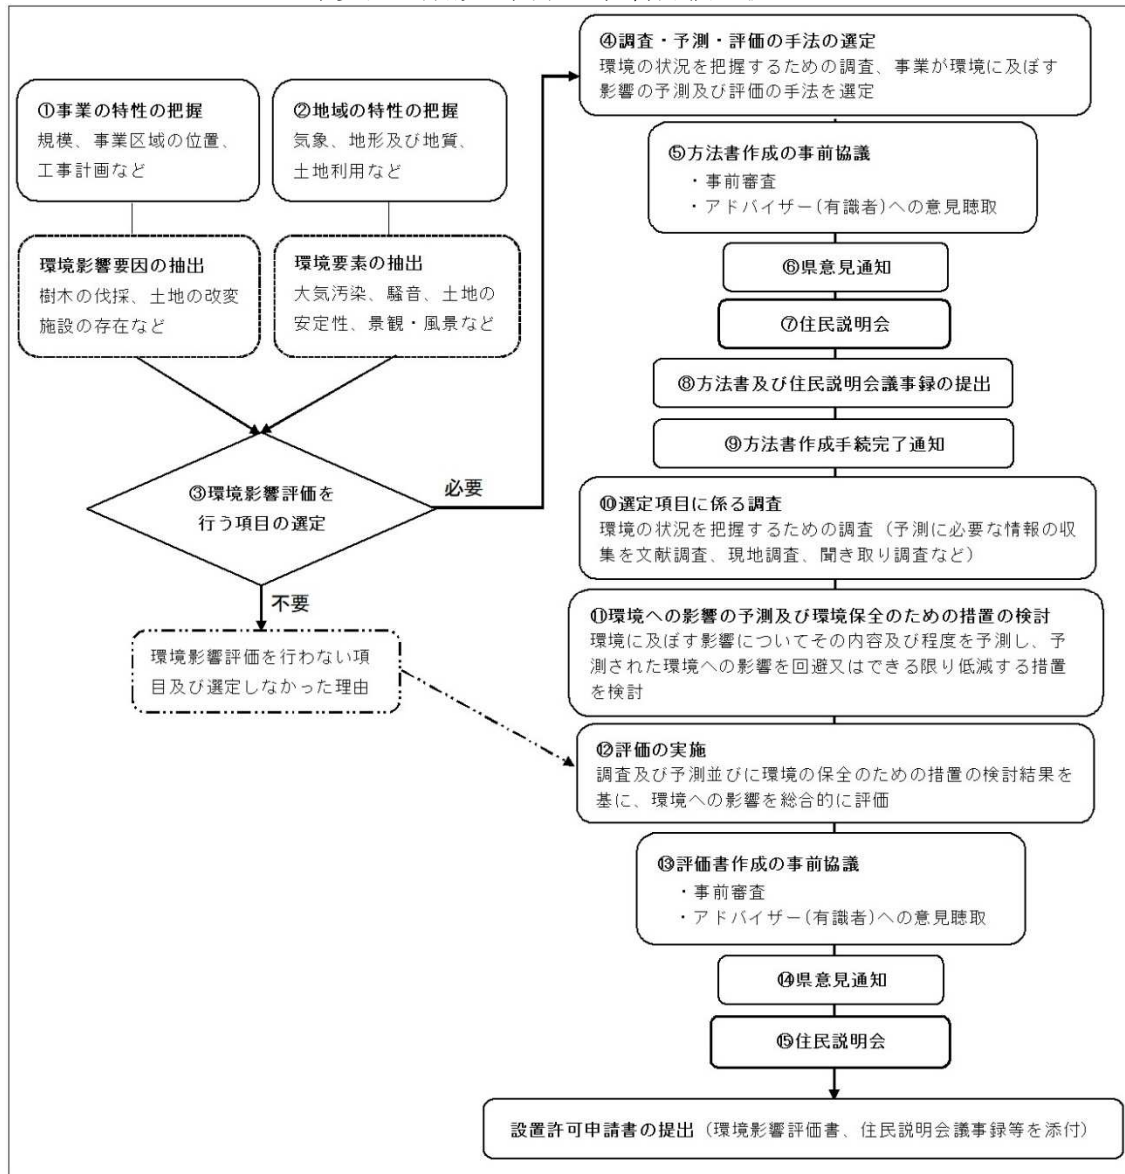 ①事業の特性の把握
規模、事業区域の位置、
工事計画など
②地域の特性の把握
気象、地形及び地質、
土地利用など
環境影響要因の抽出
樹木の伐採、土地の改変
施設の存在など
環境要素の抽出
大気汚染、騒音、土地の
安定性、景観・風景など
③環境影響評価を
行う項目の選定
必要
不要
環境影響評価を行わない項
目及び選定しなかった理由
④調査・予測・評価の手法の選定
環境の状況を把握するための調査、事業が環境に及ぼす
影響の予測及び評価の手法を選定
⑤方法書作成の事前協議
・事前審査
・アドバイザー(有識者)への意見聴取
⑥県意見通知
⑦住民説明会
⑧方法書及び住民説明会議事録の提出
⑨方法書作成手続完了通知
⑩選定項目に係る調査
環境の状況を把握するための調査（予測に必要な情報の収
集を文献調査、現地調査、聞き取り調査など）
⑪環境への影響の予測及び環境保全のための措置の検討
環境に及ぼす影響についてその内容及び程度を予測し、予
測された環境への影響を回避又はできる限り低減する措置
を検討
⑫評価の実施
調査及び予測並びに環境の保全のための措置の検討結果を
基に、環境への影響を総合的に評価
⑬評価書作成の事前協議
・事前審査
・アドバイザー(有識者)への意見聴取
⑭県意見通知
⑮住民説明会
設置許可申請書の提出（環境影響評価書、住民説明会議事録等を添付）